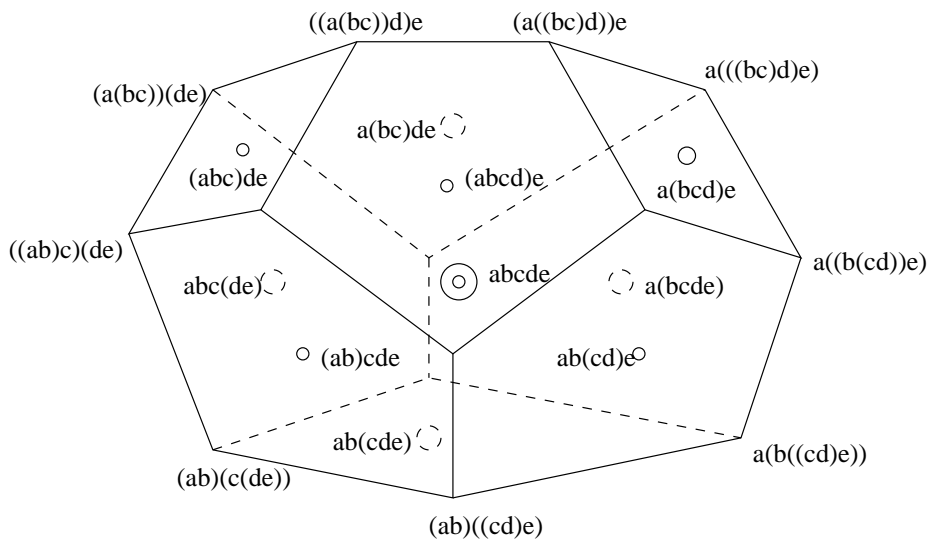 ((a(bc))d)e
(a((bc)d))e
a(((bc)d)e)
(a(bc))(de)
a(bc)de
(abc)de
(abcd)e
a(bcd)e
((ab)c)(de)
a((b(cd))e)
abc(de)
abcde
a(bcde)
(ab)cde
ab(cd)e
ab(cde)
a(b((cd)e))
(ab)(c(de))
(ab)((cd)e)